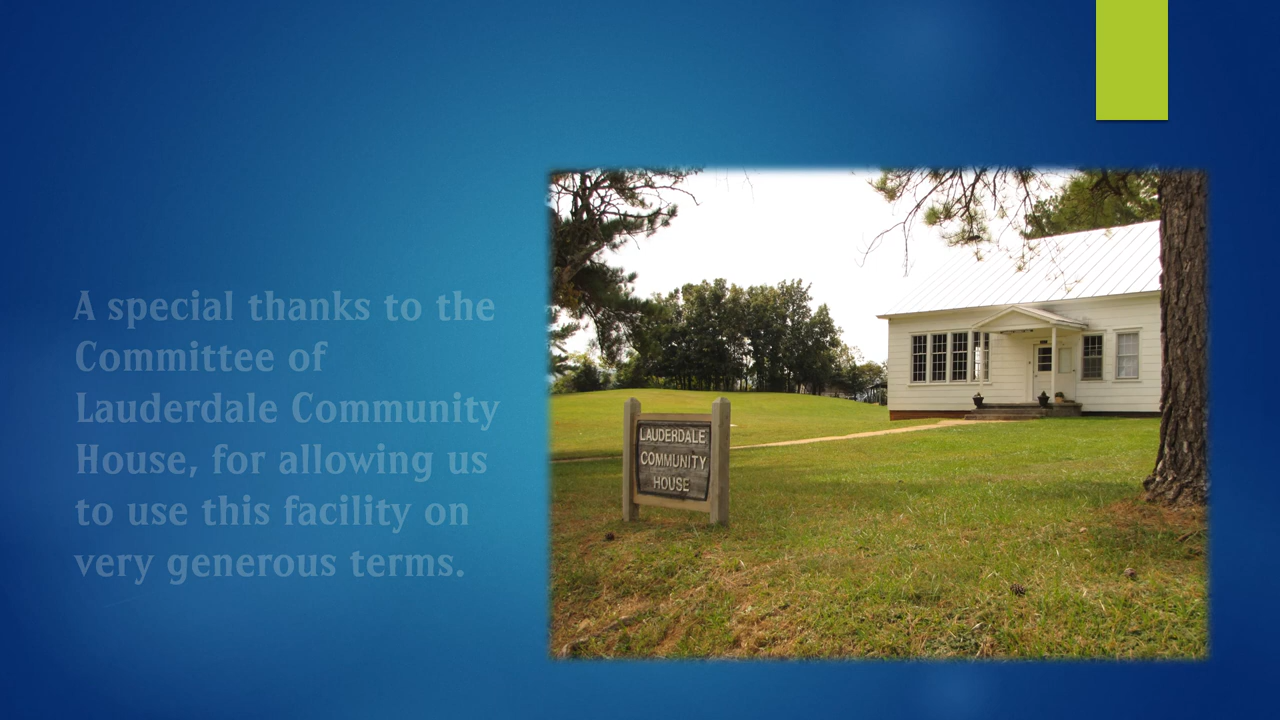 A special thanks to the
Committee of
Lauderdale Community
House, for allowing us
to use this facility on
very generous terms.
LAUDERDALE
COMMUNITY
HOUSE